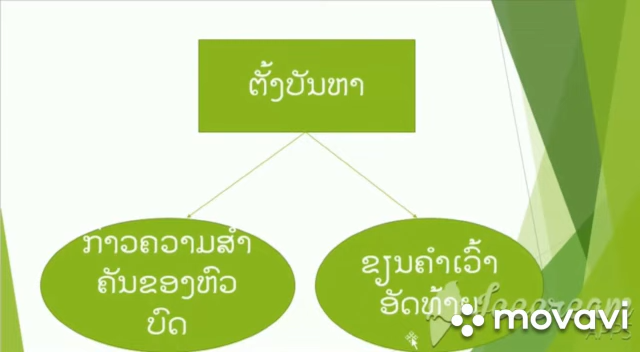 ຕັ້ງບັນຫາ
ກ່າວຄວາມສຳ
ຄັນຂອງຫົວ
ບົດ
ຂຽນຄຳເວົ້າ
ອັດທ້າຍ
Icecream
APPS
movavi